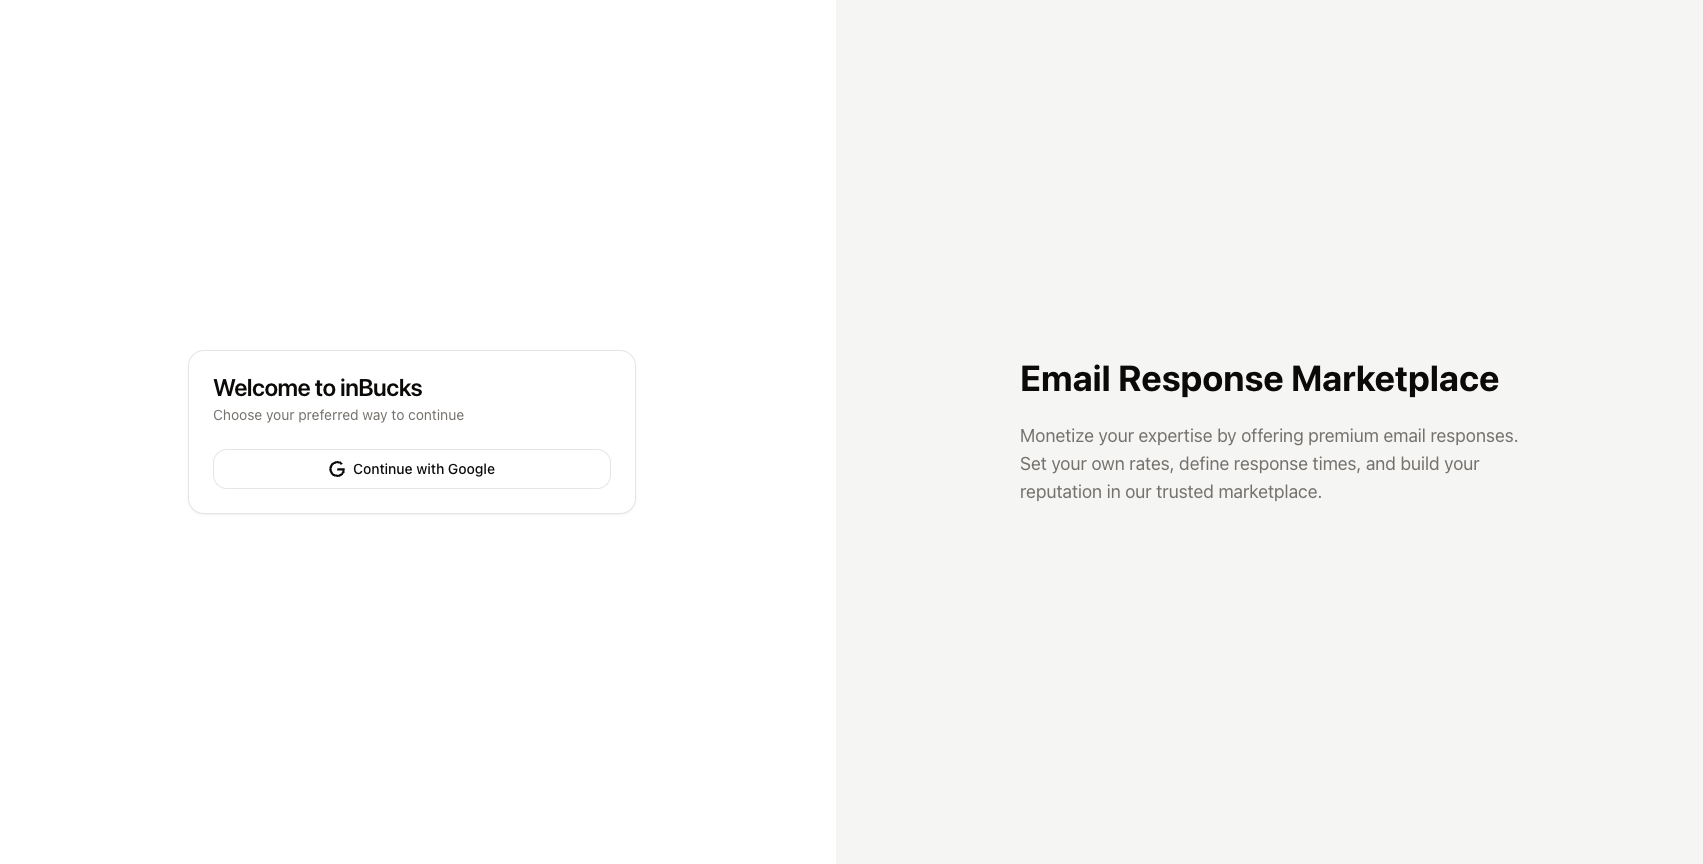 Welcome to inBucks
Choose your preferred way to continue
Continue with Google
Email Response Marketplace
Monetize your expertise by offering premium email responses.
Set your own rates, define response times, and build your
reputation in our trusted marketplace.